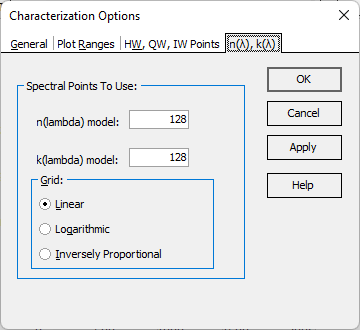 Characterization Options
General Plot Ranges HW, QW, IW Points n(λ), k(λ)
Spectral Points To Use:
n(lambda) model: 128
k(lambda) model: 128
Grid:
Linear
Logarithmic
Inversely Proportional
OK
Cancel
Apply
Help